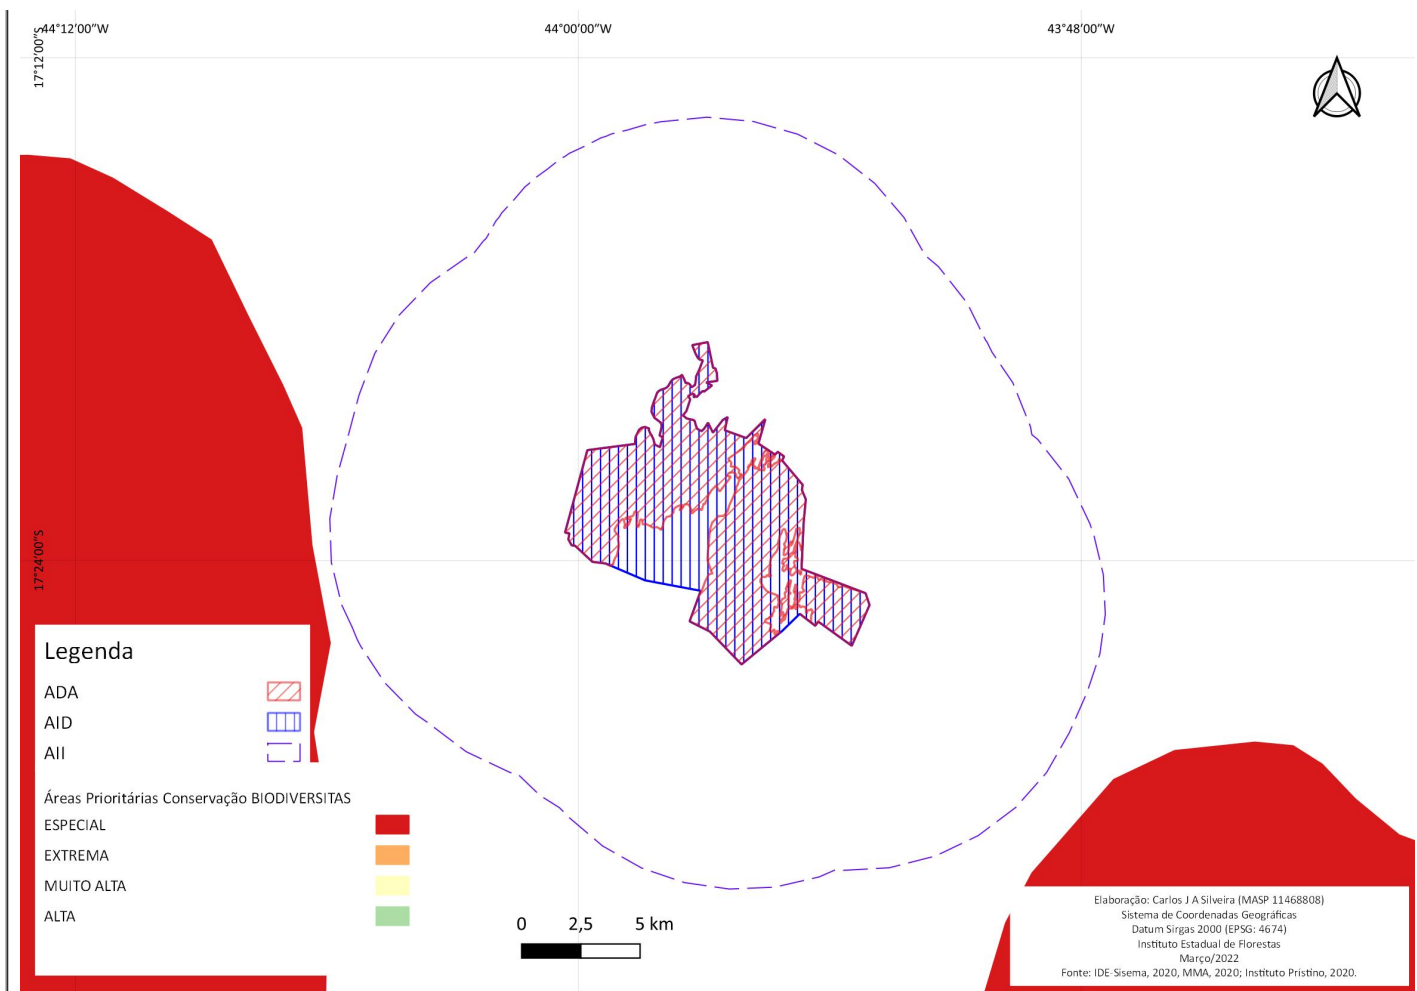 44°12'00"W
44°00'00"W
43°48'00"W
17°12'00"S
17°24'00"S
Legenda
ADA
AID
AII
Áreas Prioritárias Conservação BIODIVERSITAS
ESPECIAL
EXTREMA
MUITO ALTA
ALTA
0 2,5 5 km
Elaboração: Carlos J A Silveira (MASP 11468808)
Sistema de Coordenadas Geográficas
Datum Sirgas 2000 (EPSG: 4674)
Instituto Estadual de Florestas
Março/2022
Fonte: IDE-Sisema, 2020, MMA, 2020; Instituto Pristino, 2020.